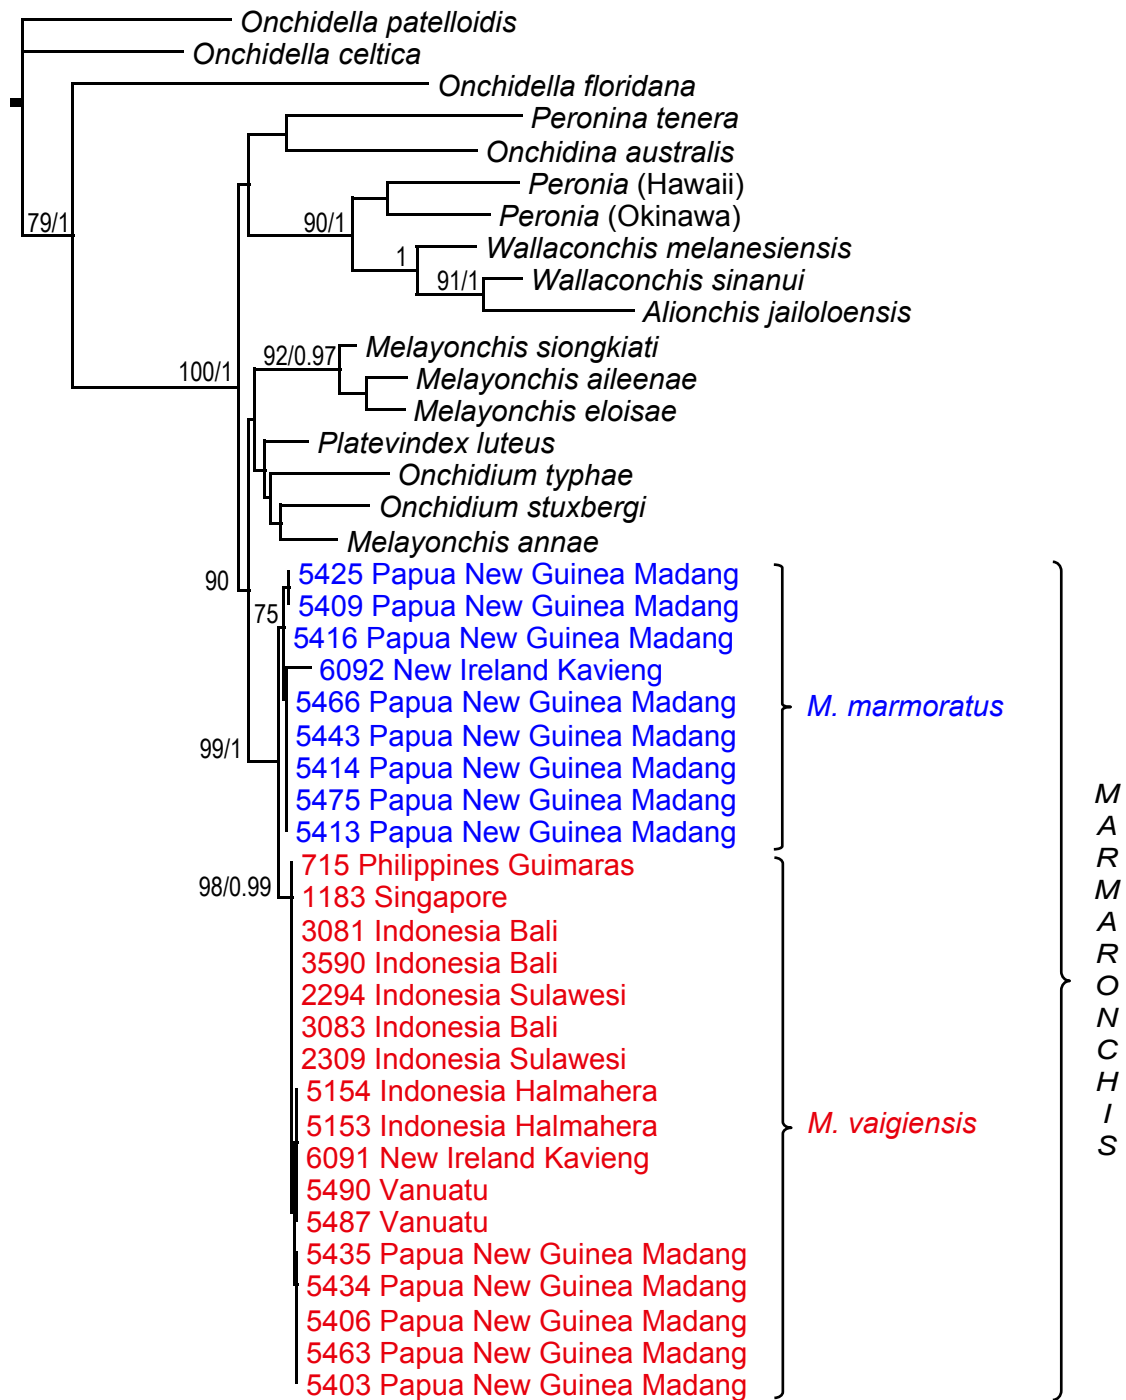 Onchidella patelloidis
Onchidella celtica
Onchidella floridana
Peronina tenera
Onchidina australis
Peronia (Hawaii)
79/1
90/1
Peronia (Okinawa)
1
Wallaconchis melanesiensis
91/1
Wallaconchis sinanui
Alionchis jailoloensis
92/0.97
Melayonchis siongkiati
100/1
Melayonchis aileenae
Melayonchis eloisae
Platevindex luteus
Onchidium typhae
Onchidium stuxbergi
Melayonchis annae
90
5425 Papua New Guinea Madang
75
5409 Papua New Guinea Madang
5416 Papua New Guinea Madang
6092 New Ireland Kavieng
5466 Papua New Guinea Madang
M. marmoratus
99/1
5443 Papua New Guinea Madang
5414 Papua New Guinea Madang
5475 Papua New Guinea Madang
5413 Papua New Guinea Madang
98/0.99
715 Philippines Guimaras
1183 Singapore
3081 Indonesia Bali
3590 Indonesia Bali
2294 Indonesia Sulawesi
3083 Indonesia Bali
2309 Indonesia Sulawesi
5154 Indonesia Halmahera
5153 Indonesia Halmahera
M. vaigiensis
6091 New Ireland Kavieng
5490 Vanuatu
5487 Vanuatu
5435 Papua New Guinea Madang
5434 Papua New Guinea Madang
5406 Papua New Guinea Madang
5463 Papua New Guinea Madang
5403 Papua New Guinea Madang
MARMARONCHIS